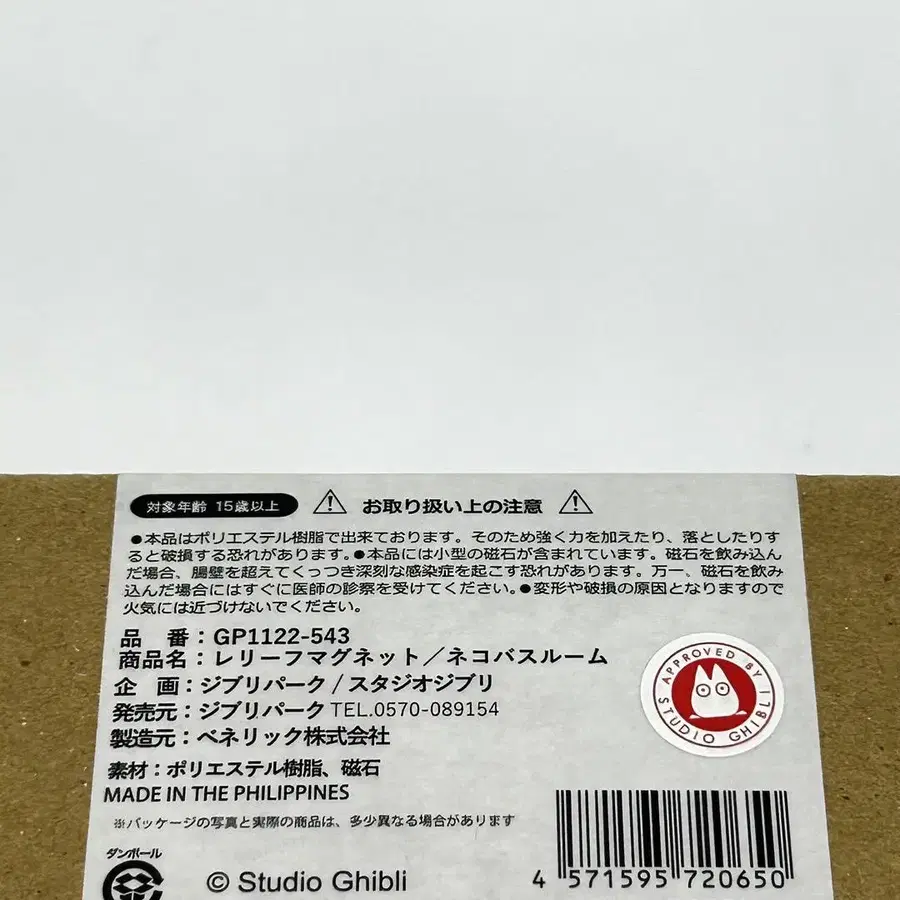 対象年齢 15歳以上
お取り扱い上の注意
●本品はポリエステル樹脂で出来ております。そのため強く力を加えたり、落としたりす
ると破損する恐れがあります。●本品には小型の磁石が含まれています。磁石を飲み込ん
だ場合、腸壁を超えてくっつき深刻な感染症を起こす恐れがあります。万一、磁石を飲み
込んだ場合にはすぐに医師の診察を受けてください。●変形や破損の原因となりますので
火気には近づけないでください。
品 番：GP1122-543
商品名：レリーフマグネット／ネコバスルーム
企 画：ジブリパーク / スタジオジブリ
発売元：ジブリパーク TEL.0570-089154
製造元：ベネリック株式会社
素材：ポリエステル樹脂、磁石
MADE IN THE PHILIPPINES
※パッケージの写真と実際の商品は、多少異なる場合があります
APPROVED BY
STUDIO GHIBLI
ダンボール
© Studio Ghibli
4 571595 720650